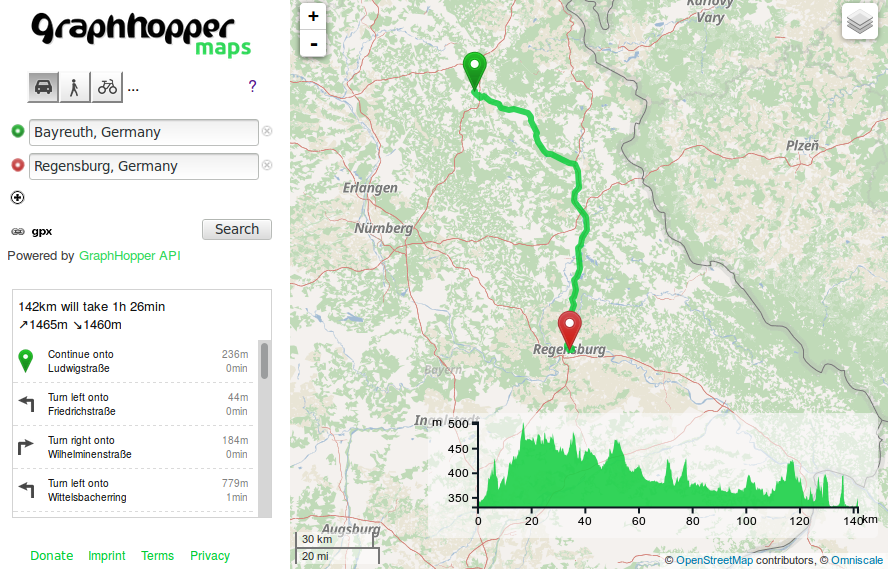 graphhopper
maps
...
?
Bayreuth, Germany
Regensburg, Germany
gpx
Search
Powered by GraphHopper API
142km will take 1h 26min
↗1465m ↘1460m
Continue onto 236m
Ludwigstraße 0min
Turn left onto 44m
Friedrichstraße 0min
Turn right onto 184m
Wilhelminenstraße 0min
Turn left onto 779m
Wittelsbacherring 1min
Donate Imprint Terms Privacy
+
-
Karlovy
Vary
Plzeň
Erlangen
Nürnberg
Regensburg
Bayern
Ingolstadt
Augsburg
m 500
450
400
350
0 20 40 60 80 100 120 140 km
30 km
20 mi
© OpenStreetMap contributors, © Omniscale